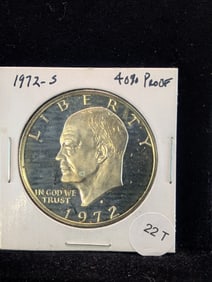 1972-S 40% PROOF
LIBERTY
IN GOD WE
TRUST
1972
22T